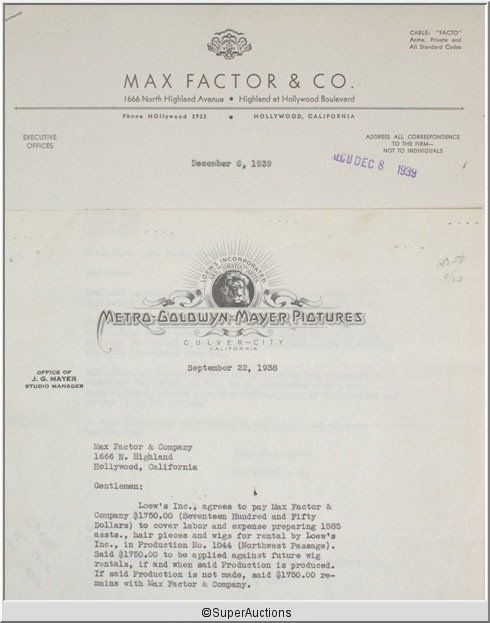 CABLE: "FACTO"
Acme, Private and
All Standard Codes
MAX FACTOR & CO.
1666 North Highland Avenue • Highland at Hollywood Boulevard
Phone HOllywood 3922 • HOLLYWOOD, CALIFORNIA
EXECUTIVE
OFFICES
ADDRESS ALL CORRESPONDENCE
TO THE FIRM—
NOT TO INDIVIDUALS
December 6, 1939
REC'D DEC 8 1939
LOEW'S INCORPORATED
ARS GRATIA ARTIS
METRO-GOLDWYN-MAYER PICTURES
CULVER-CITY
CALIFORNIA
September 22, 1938
OFFICE OF
J. G. MAYER
STUDIO MANAGER
Max Factor & Company
1666 N. Highland
Hollywood, California
Gentlemen:
Loew's Inc., agrees to pay Max Factor &
Company $1750.00 (Seventeen Hundred and Fifty
Dollars) to cover labor and expense preparing 1585
assts., hair pieces and wigs for rental by Loew's
Inc., in Production No. 1044 (Northwest Passage).
Said $1750.00 to be applied against future wig
rentals, if and when said Production is produced.
If said Production is not made, said $1750.00 re-
mains with Max Factor & Company.
©SuperAuctions